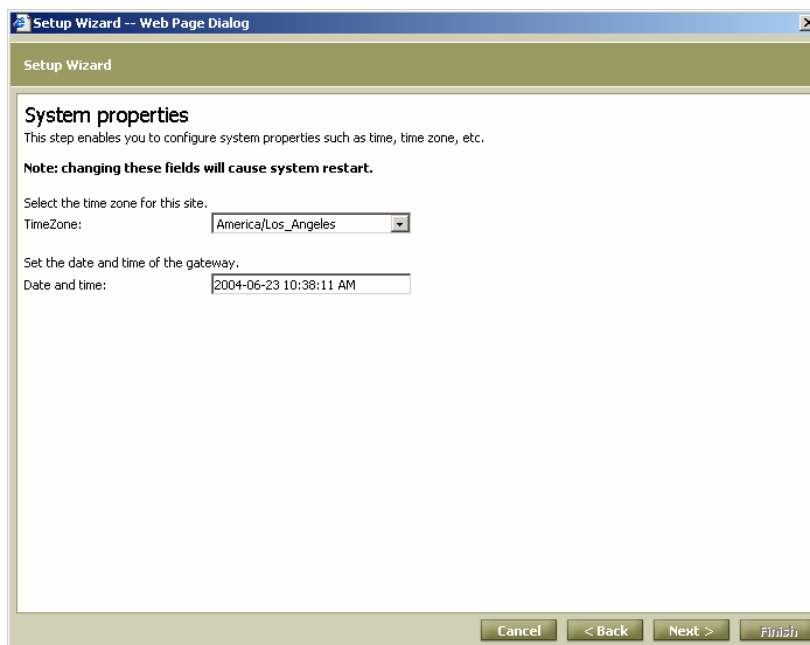 Setup Wizard -- Web Page Dialog
Setup Wizard
System properties
This step enables you to configure system properties such as time, time zone, etc.
Note: changing these fields will cause system restart.
Select the time zone for this site.
TimeZone: America/Los_Angeles
Set the date and time of the gateway.
Date and time: 2004-06-23 10:38:11 AM
Cancel < Back Next > Finish